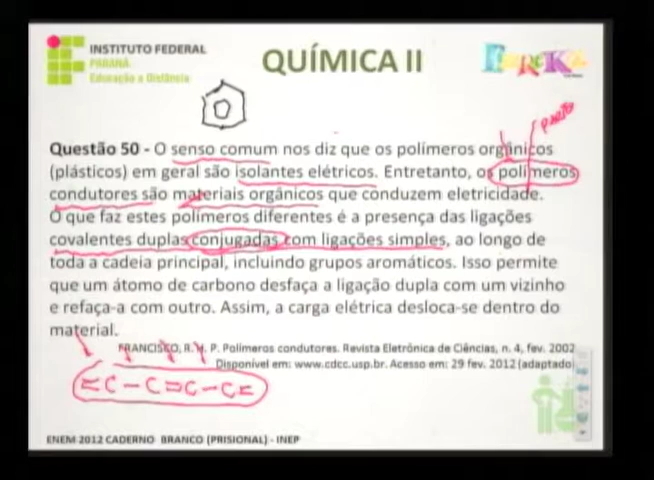 INSTITUTO FEDERAL
PARANÁ
Educação a Distância
QUÍMICA II
Eureka
parte
Questão 50 - O senso comum nos diz que os polímeros orgânicos
(plásticos) em geral são isolantes elétricos. Entretanto, os polímeros
condutores são materiais orgânicos que conduzem eletricidade.
O que faz estes polímeros diferentes é a presença das ligações
covalentes duplas conjugadas com ligações simples, ao longo de
toda a cadeia principal, incluindo grupos aromáticos. Isso permite
que um átomo de carbono desfaça a ligação dupla com um vizinho
e refaça-a com outro. Assim, a carga elétrica desloca-se dentro do
material.
FRANCISCO, R. H. P. Polímeros condutores. Revista Eletrônica de Ciências, n. 4, fev. 2002
Disponível em: www.cdcc.usp.br. Acesso em: 29 fev. 2012 (adaptado)
=C-C=C-C=
ENEM 2012 CADERNO BRANCO (PRISIONAL) - INEP